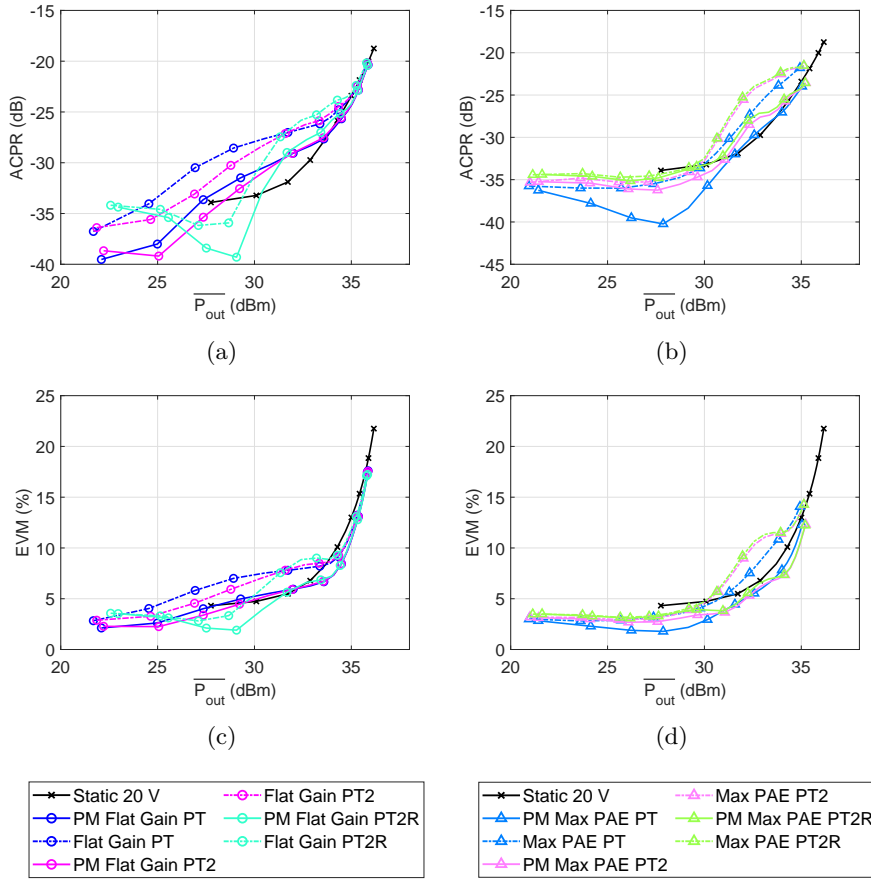 -15
-20
-25
-30
-35
-40
ACPR (dB)
20
25
30
35
P_out (dBm)
(a)
-15
-20
-25
-30
-35
-40
-45
ACPR (dB)
20
25
30
35
P_out (dBm)
(b)
25
20
15
10
5
0
EVM (%)
20
25
30
35
P_out (dBm)
(c)
25
20
15
10
5
0
EVM (%)
20
25
30
35
P_out (dBm)
(d)
Static 20 V
PM Flat Gain PT
Flat Gain PT
PM Flat Gain PT2
Flat Gain PT2
PM Flat Gain PT2R
Flat Gain PT2R
Static 20 V
PM Max PAE PT
Max PAE PT
PM Max PAE PT2
Max PAE PT2
PM Max PAE PT2R
Max PAE PT2R